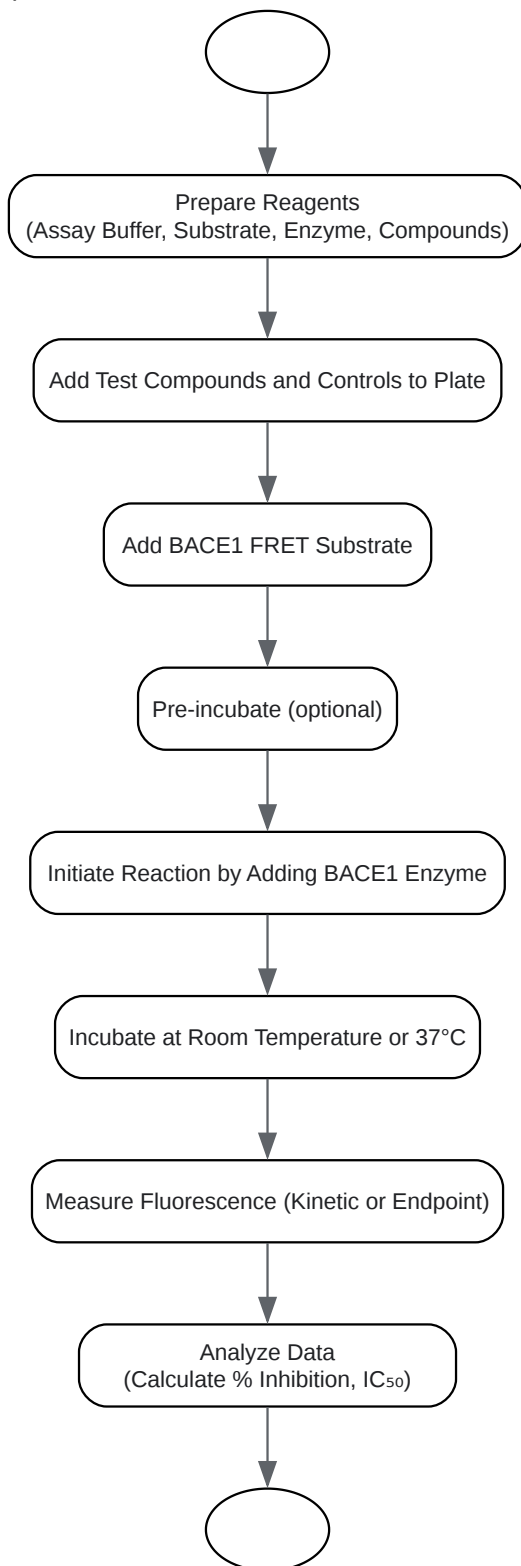 Prepare Reagents
(Assay Buffer, Substrate, Enzyme, Compounds)
Add Test Compounds and Controls to Plate
Add BACE1 FRET Substrate
Pre-incubate (optional)
Initiate Reaction by Adding BACE1 Enzyme
Incubate at Room Temperature or 37°C
Measure Fluorescence (Kinetic or Endpoint)
Analyze Data
(Calculate % Inhibition, IC₅₀)